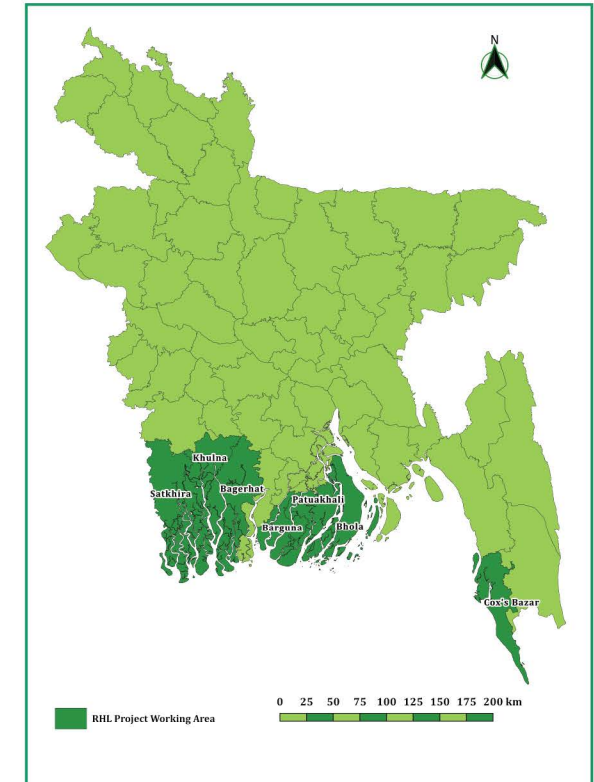 N
Khulna
Satkhira
Bagerhat
Patuakhali
Barguna
Bhola
Cox's Bazar
0 25 50 75 100 125 150 175 200 km
RHL Project Working Area